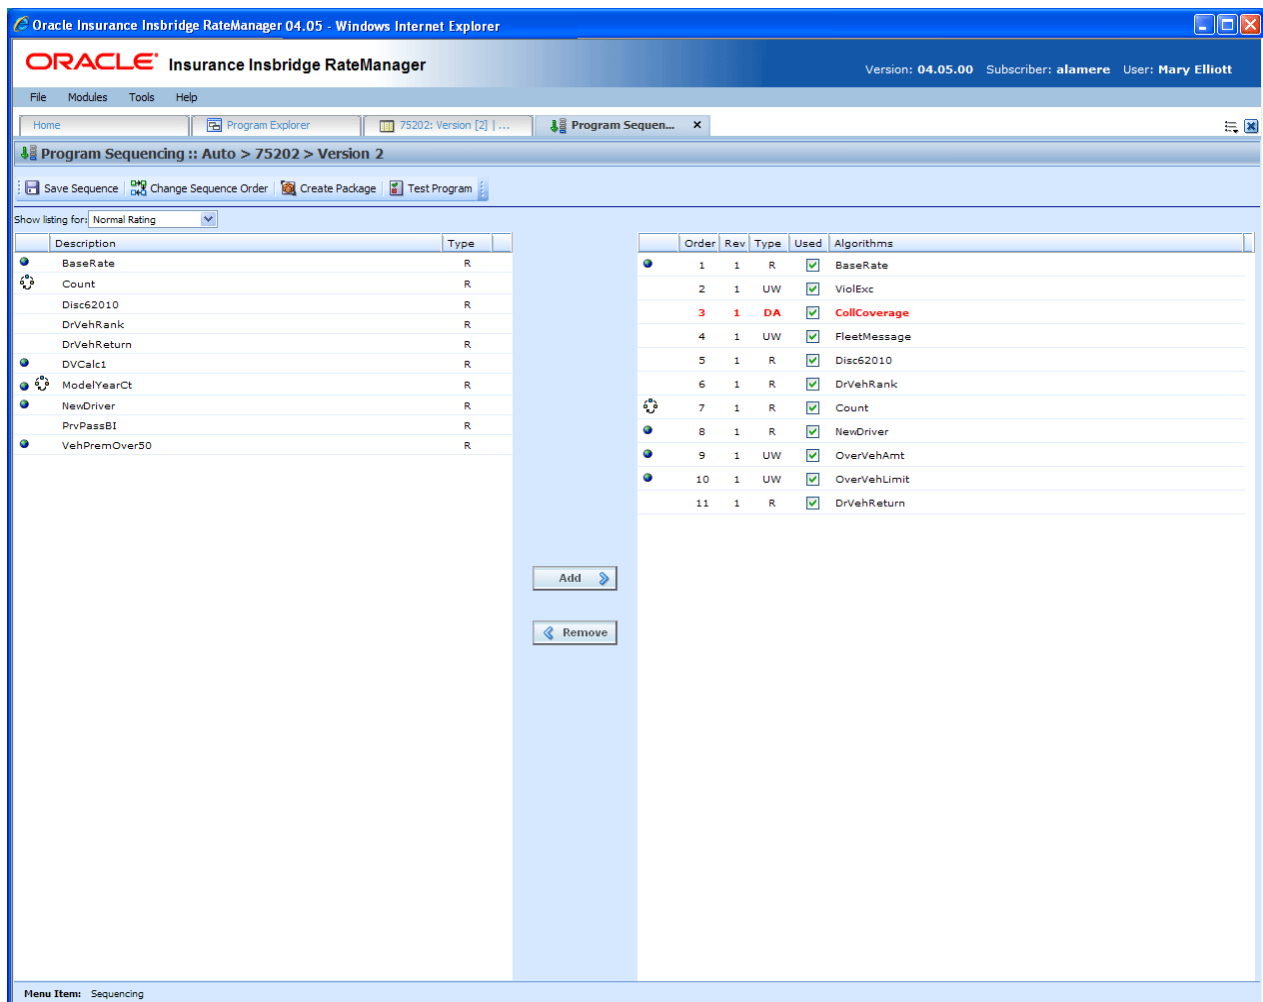 Oracle Insurance Insbridge RateManager 04.05 - Windows Internet Explorer
ORACLE Insurance Insbridge RateManager
Version: 04.05.00 Subscriber: alamere User: Mary Elliott
File Modules Tools Help
Home Program Explorer 75202: Version [2] | ... Program Sequen... x
Program Sequencing :: Auto > 75202 > Version 2
Save Sequence Change Sequence Order Create Package Test Program
Show listing for: Normal Rating
Description Type
BaseRate R
Count R
Disc62010 R
DrVehRank R
DrVehReturn R
DVCalc1 R
ModelYearCt R
NewDriver R
PrvPassBI R
VehPremOver50 R
Add
Remove
Order Rev Type Used Algorithms
1 1 R BaseRate
2 1 UW ViolExc
3 1 DA CollCoverage
4 1 UW FleetMessage
5 1 R Disc62010
6 1 R DrVehRank
7 1 R Count
8 1 R NewDriver
9 1 UW OverVehAmt
10 1 UW OverVehLimit
11 1 R DrVehReturn
Menu Item: Sequencing